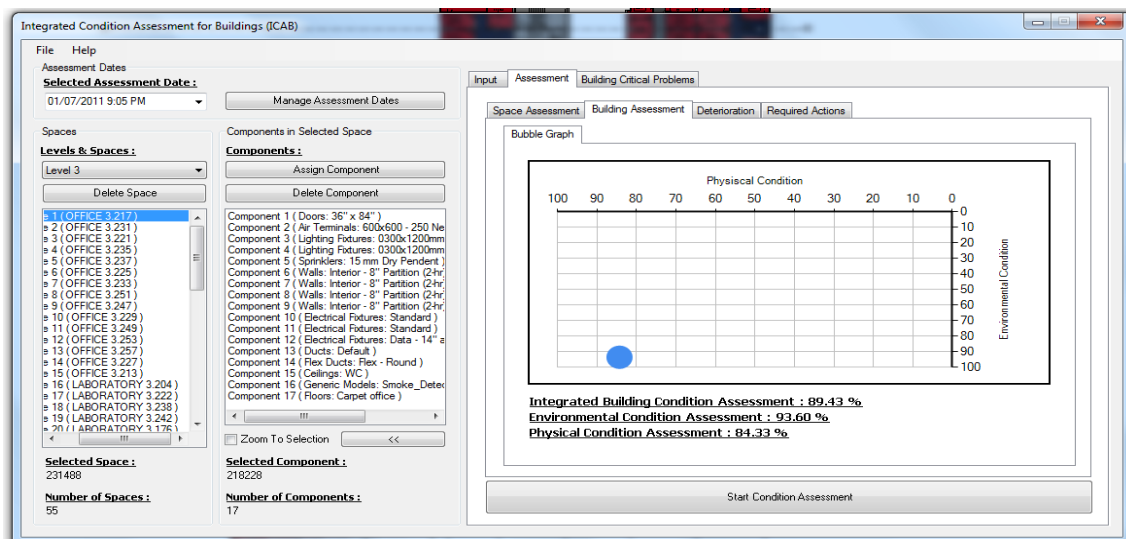 Integrated Condition Assessment for Buildings (ICAB)
File Help
Assessment Dates
Selected Assessment Date :
01/07/2011 9:05 PM
Manage Assessment Dates
Spaces
Levels & Spaces :
Level 3
Delete Space
e 1 ( OFFICE 3.217 )
e 2 ( OFFICE 3.231 )
e 3 ( OFFICE 3.221 )
e 4 ( OFFICE 3.235 )
e 5 ( OFFICE 3.237 )
e 6 ( OFFICE 3.225 )
e 7 ( OFFICE 3.233 )
e 8 ( OFFICE 3.251 )
e 9 ( OFFICE 3.247 )
e 10 ( OFFICE 3.229 )
e 11 ( OFFICE 3.249 )
e 12 ( OFFICE 3.253 )
e 13 ( OFFICE 3.257 )
e 14 ( OFFICE 3.227 )
e 15 ( OFFICE 3.213 )
e 16 ( LABORATORY 3.204 )
e 17 ( LABORATORY 3.222 )
e 18 ( LABORATORY 3.238 )
e 19 ( LABORATORY 3.242 )
e 20 ( LABORATORY 3.176 )
Selected Space :
231488
Number of Spaces :
55
Components in Selected Space
Components :
Assign Component
Delete Component
Component 1 ( Doors: 36" x 84" )
Component 2 ( Air Terminals: 600x600 - 250 Ne
Component 3 ( Lighting Fixtures: 0300x1200mm
Component 4 ( Lighting Fixtures: 0300x1200mm
Component 5 ( Sprinklers: 15 mm Dry Pendent )
Component 6 ( Walls: Interior - 8" Partition (2-hr)
Component 7 ( Walls: Interior - 8" Partition (2-hr)
Component 8 ( Walls: Interior - 8" Partition (2-hr)
Component 9 ( Walls: Interior - 8" Partition (2-hr)
Component 10 ( Electrical Fixtures: Standard )
Component 11 ( Electrical Fixtures: Standard )
Component 12 ( Electrical Fixtures: Data - 14" a
Component 13 ( Ducts: Default )
Component 14 ( Flex Ducts: Flex - Round )
Component 15 ( Ceilings: WC )
Component 16 ( Generic Models: Smoke_Detec
Component 17 ( Floors: Carpet office )
Zoom To Selection <<
Selected Component :
218228
Number of Components :
17
Input Assessment Building Critical Problems
Space Assessment Building Assessment Deterioration Required Actions
Bubble Graph
Physiscal Condition
100 90 80 70 60 50 40 30 20 10 0
0
10
20
30
40
50
60
70
80
90
100
Environmental Condition
Integrated Building Condition Assessment : 89.43 %
Environmental Condition Assessment : 93.60 %
Physical Condition Assessment : 84.33 %
Start Condition Assessment